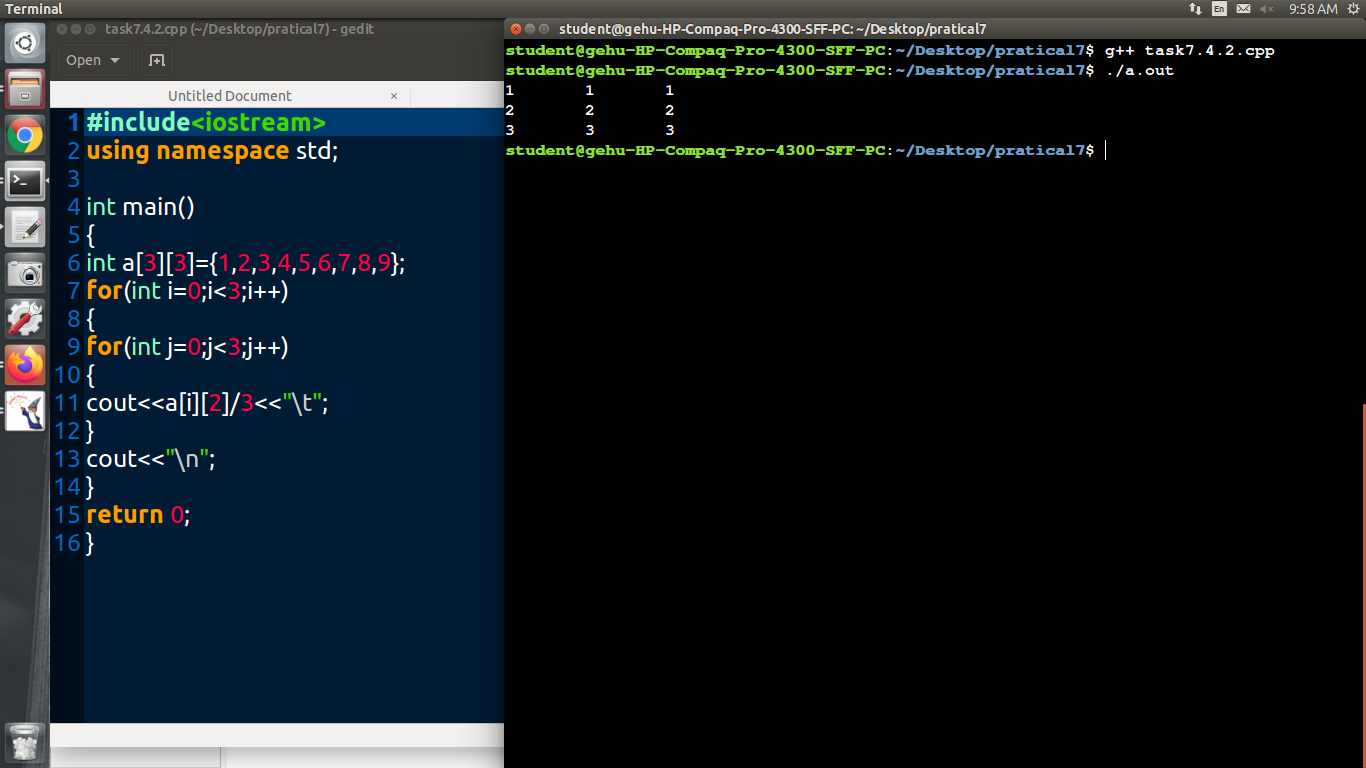 Terminal
En
9:58 AM
task7.4.2.cpp (~/Desktop/pratical7) - gedit
Open
Untitled Document ×
1 #include<iostream>
2 using namespace std;
3
4 int main()
5 {
6 int a[3][3]={1,2,3,4,5,6,7,8,9};
7 for(int i=0;i<3;i++)
8 {
9 for(int j=0;j<3;j++)
10 {
11 cout<<a[i][2]/3<<"\t";
12 }
13 cout<<"\n";
14 }
15 return 0;
16 }
student@gehu-HP-Compaq-Pro-4300-SFF-PC: ~/Desktop/pratical7
student@gehu-HP-Compaq-Pro-4300-SFF-PC:~/Desktop/pratical7$ g++ task7.4.2.cpp
student@gehu-HP-Compaq-Pro-4300-SFF-PC:~/Desktop/pratical7$ ./a.out
1 1 1
2 2 2
3 3 3
student@gehu-HP-Compaq-Pro-4300-SFF-PC:~/Desktop/pratical7$